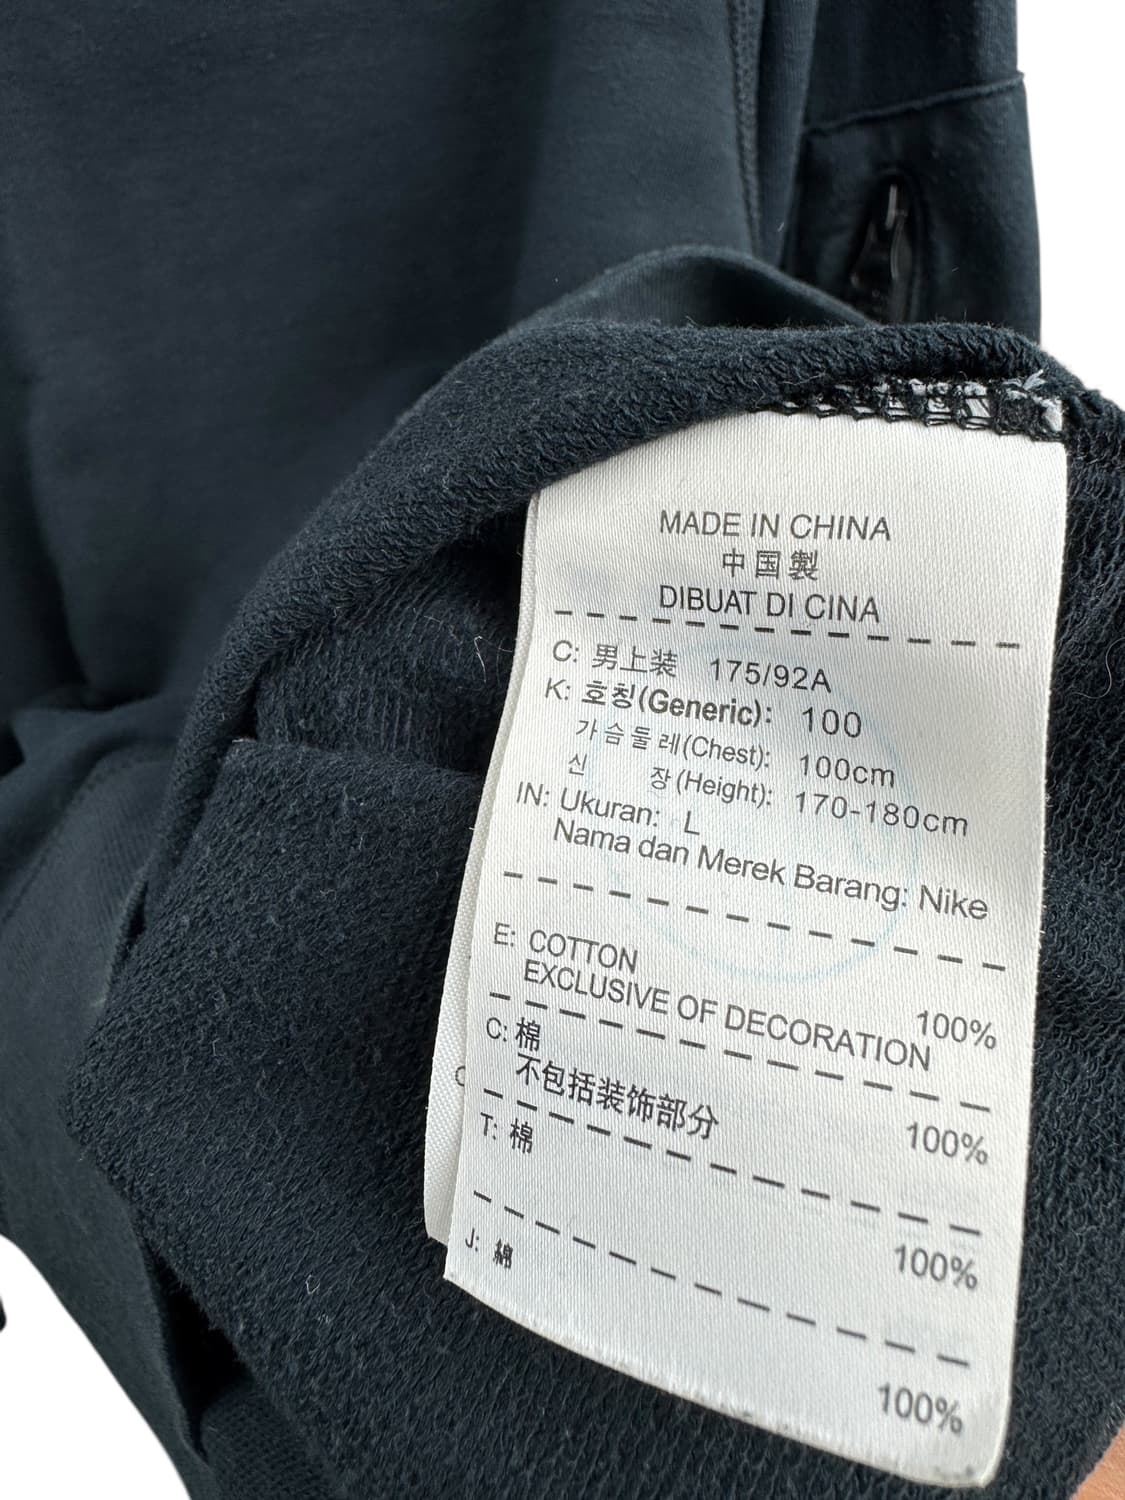 MADE IN CHINA
中国製
DIBUAT DI CINA
C: 男上装 175/92A
K: 호칭(Generic): 100
가슴둘레(Chest): 100cm
신 장(Height): 170-180cm
IN: Ukuran: L
Nama dan Merek Barang: Nike
E: COTTON 100%
EXCLUSIVE OF DECORATION
C: 棉 100%
不包括装饰部分
T: 棉 100%
J: 綿 100%